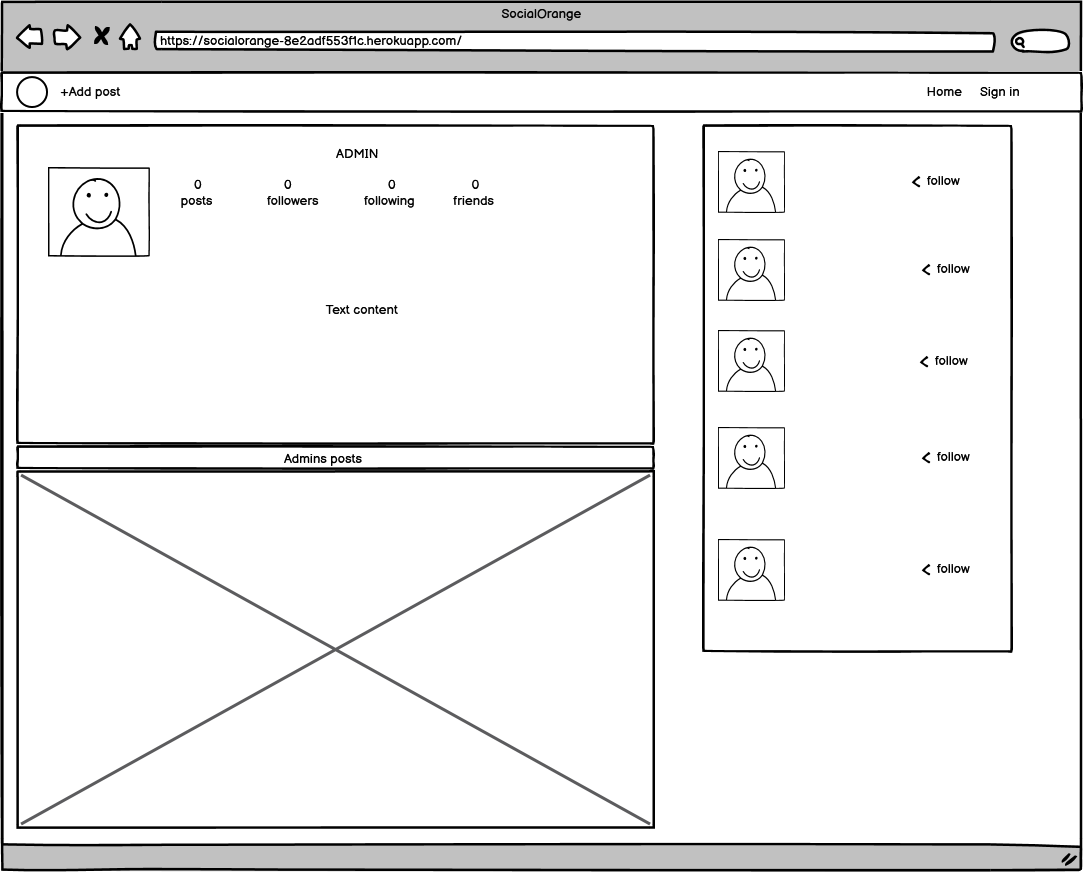 SocialOrange
https://socialorange-8e2adf553f1c.herokuapp.com/
+Add post
Home Sign in
ADMIN
0 0 0 0
posts followers following friends
Text content
Admins posts
follow
follow
follow
follow
follow